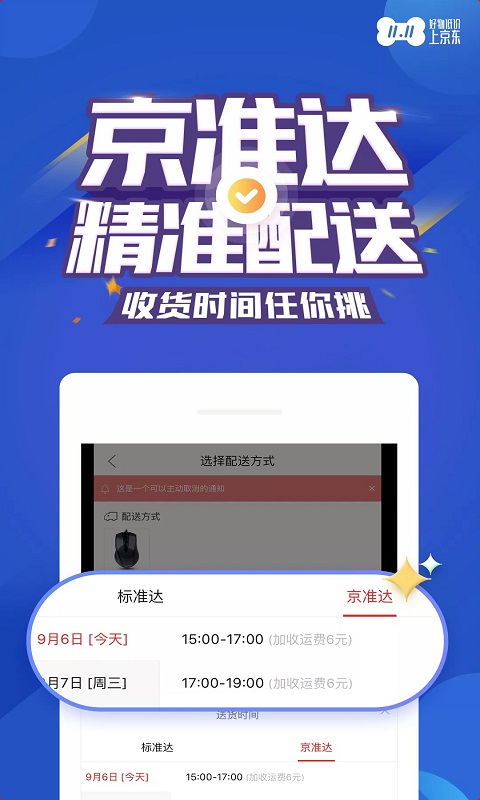 11.11 好物低价
上京东
京准达
精准配送
收货时间任你挑
选择配送方式
这是一个可以主动取消的通知
配送方式
标准达 京准达
9月6日 [今天] 15:00-17:00 (加收运费6元)
月7日 [周三] 17:00-19:00 (加收运费6元)
送货时间
标准达 京准达
9月6日 [今天] 15:00-17:00 (加收运费6元)